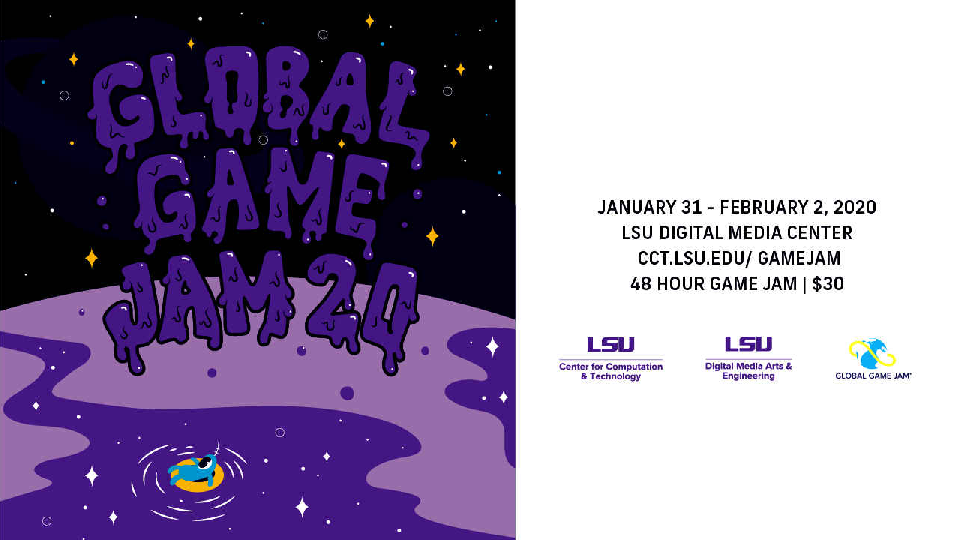 GLOBAL
GAME
JAM 20
JANUARY 31 - FEBRUARY 2, 2020
LSU DIGITAL MEDIA CENTER
CCT.LSU.EDU/ GAMEJAM
48 HOUR GAME JAM | $30
LSU
Center for Computation
& Technology
LSU
Digital Media Arts &
Engineering
GLOBAL GAME JAM